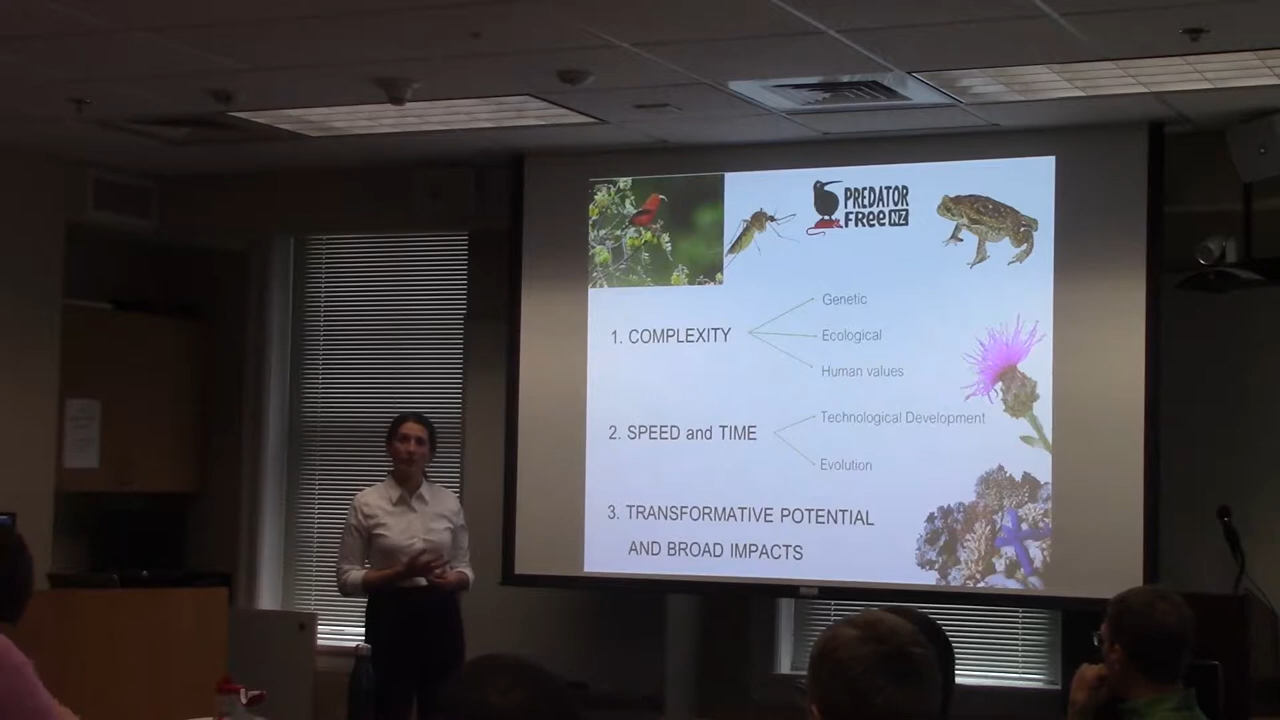 PREDATOR
FREE NZ
Genetic
1. COMPLEXITY
Ecological
Human values
Technological Development
2. SPEED and TIME
Evolution
3. TRANSFORMATIVE POTENTIAL
AND BROAD IMPACTS